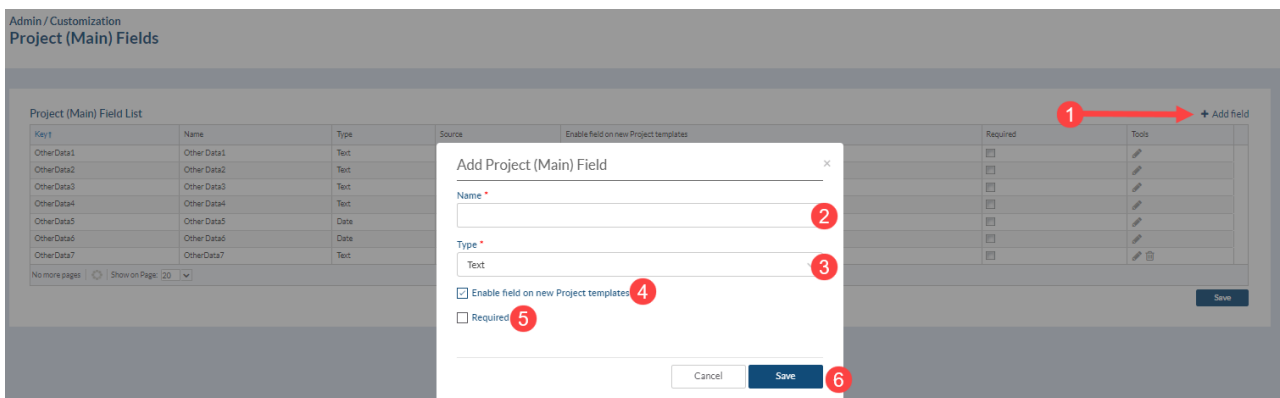 Admin / Customization
Project (Main) Fields
Project (Main) Field List
1
+ Add field
Key↑ Name Type Source Enable field on new Project templates Required Tools
OtherData1 Other Data1 Text
OtherData2 Other Data2 Text
OtherData3 Other Data3 Text
OtherData4 Other Data4 Text
OtherData5 Other Data5 Date
OtherData6 Other Data6 Date
OtherData7 OtherData7 Text
No more pages Show on Page: 20
Save
Add Project (Main) Field ×
Name *
2
Type *
Text 3
Enable field on new Project templates 4
Required 5
Cancel Save 6